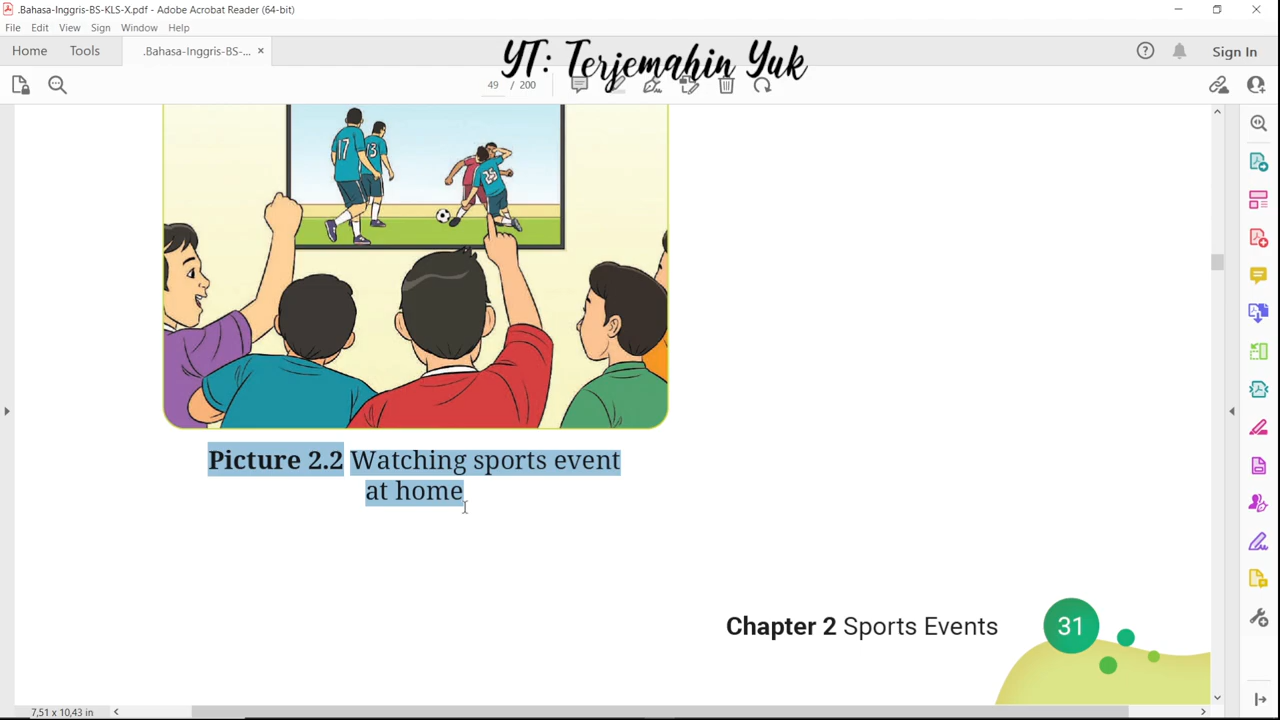 .Bahasa-Inggris-BS-KLS-X.pdf - Adobe Acrobat Reader (64-bit)
File Edit View Sign Window Help
Home Tools .Bahasa-Inggris-BS-... × Sign In
YT: Terjemahin Yuk
49 / 200
17
13
25
Picture 2.2 Watching sports event
at home
Chapter 2 Sports Events 31
7,51 x 10,43 in